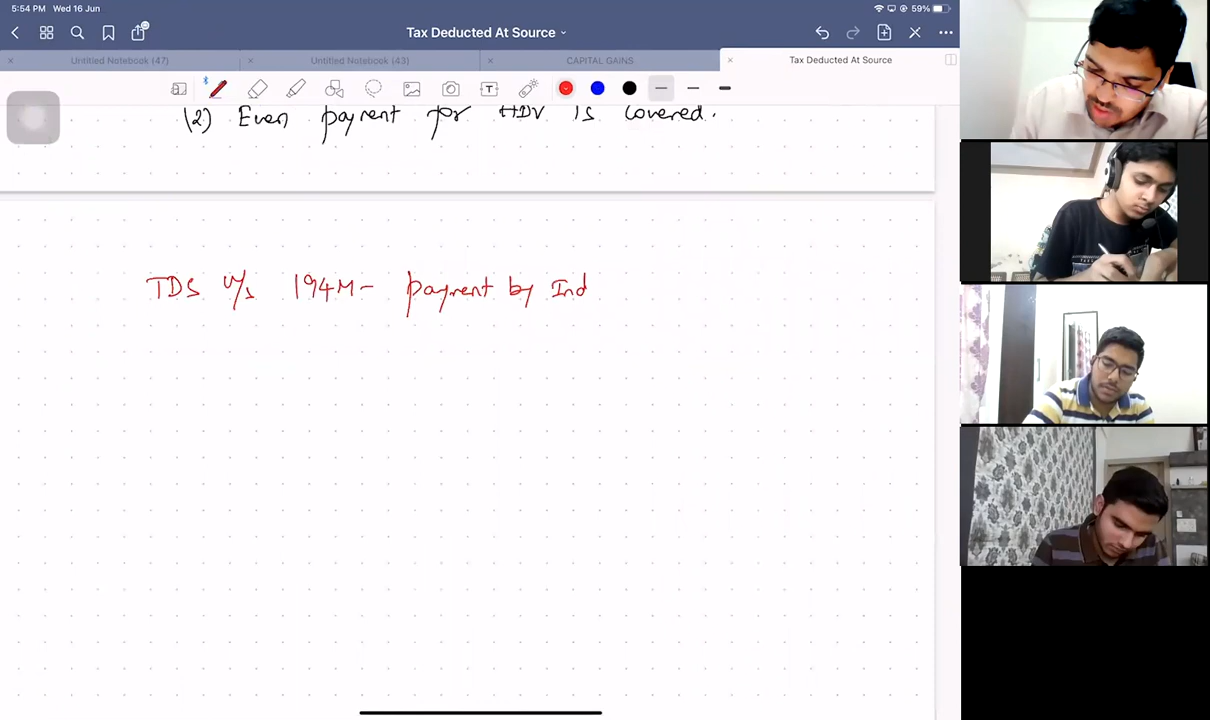 5:54 PM Wed 16 Jun
59%
Tax Deducted At Source
Untitled Notebook (47)
Untitled Notebook (43)
CAPITAL GAINS
Tax Deducted At Source
(2) Even payment for HDV is covered.
TDS u/s 194M- payment by Ind